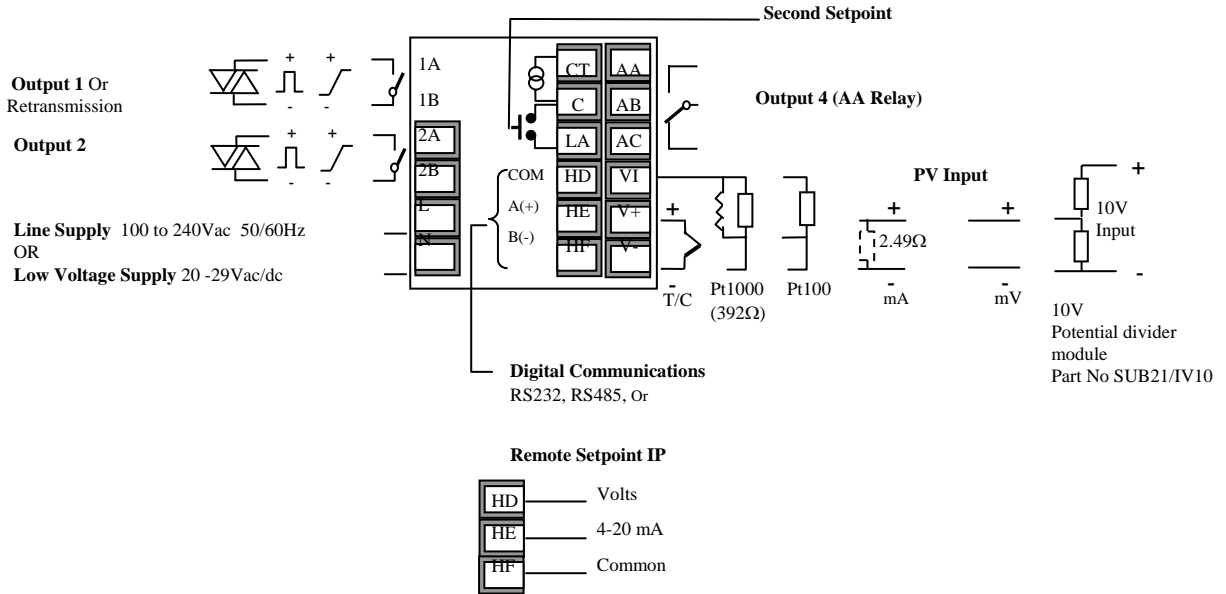 Second Setpoint
Output 1 Or
Retransmission
+ +
- -
1A
1B
CT AA
C AB
Output 4 (AA Relay)
Output 2
+ +
- -
2A
2B
LA AC
COM HD VI
PV Input
Line Supply 100 to 240Vac 50/60Hz
OR
Low Voltage Supply 20 -29Vac/dc
L
N
A(+) HE V+
B(-) HF V-
+
-
T/C
Pt1000
(392Ω)
Pt100
+
2.49Ω
-
mA
+
-
mV
+
10V
Input
-
10V
Potential divider
module
Part No SUB21/IV10
Digital Communications
RS232, RS485, Or
Remote Setpoint IP
HD Volts
HE 4-20 mA
HF Common